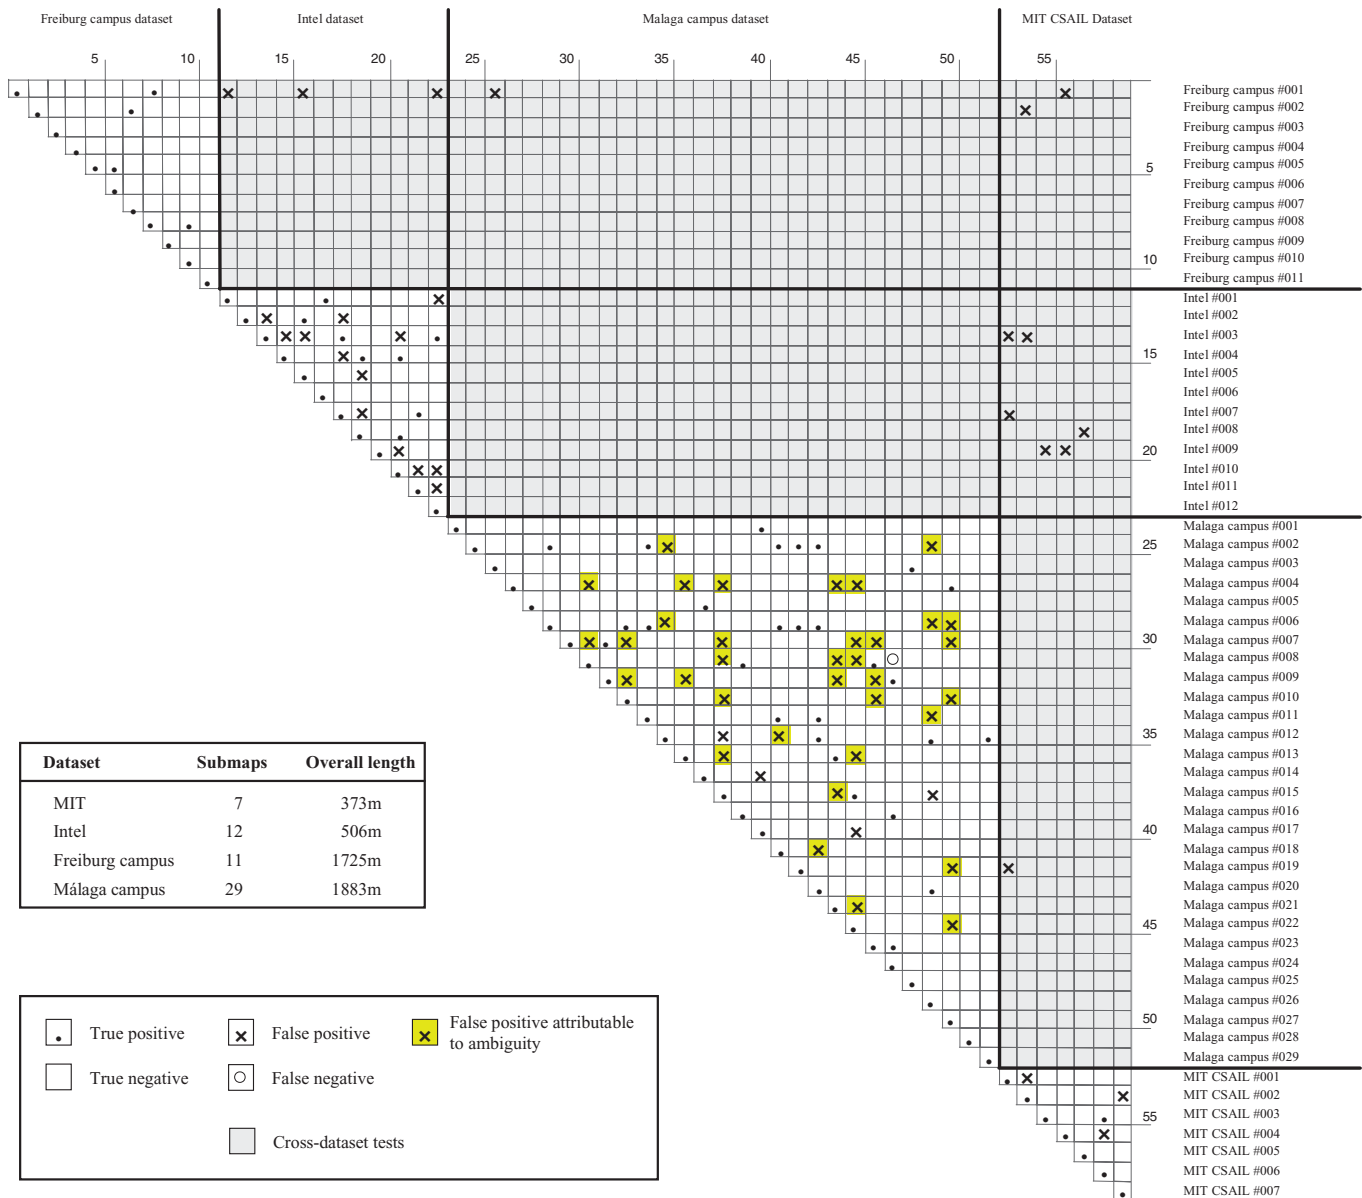 Freiburg campus dataset Intel dataset Malaga campus dataset MIT CSAIL Dataset
5 10 15 20 25 30 35 40 45 50 55
Freiburg campus #001
Freiburg campus #002
Freiburg campus #003
Freiburg campus #004
5 Freiburg campus #005
Freiburg campus #006
Freiburg campus #007
Freiburg campus #008
Freiburg campus #009
10 Freiburg campus #010
Freiburg campus #011
Intel #001
Intel #002
Intel #003
15 Intel #004
Intel #005
Intel #006
Intel #007
Intel #008
20 Intel #009
Intel #010
Intel #011
Intel #012
Malaga campus #001
25 Malaga campus #002
Malaga campus #003
Malaga campus #004
Malaga campus #005
Malaga campus #006
30 Malaga campus #007
Malaga campus #008
Malaga campus #009
Malaga campus #010
Malaga campus #011
35 Malaga campus #012
Malaga campus #013
Malaga campus #014
Malaga campus #015
Malaga campus #016
40 Malaga campus #017
Malaga campus #018
Malaga campus #019
Malaga campus #020
Malaga campus #021
45 Malaga campus #022
Malaga campus #023
Malaga campus #024
Malaga campus #025
Malaga campus #026
50 Malaga campus #027
Malaga campus #028
Malaga campus #029
MIT CSAIL #001
MIT CSAIL #002
55 MIT CSAIL #003
MIT CSAIL #004
MIT CSAIL #005
MIT CSAIL #006
MIT CSAIL #007
Dataset Submaps Overall length
MIT 7 373m
Intel 12 506m
Freiburg campus 11 1725m
Málaga campus 29 1883m
True positive False positive False positive attributable
to ambiguity
True negative False negative
Cross-dataset tests